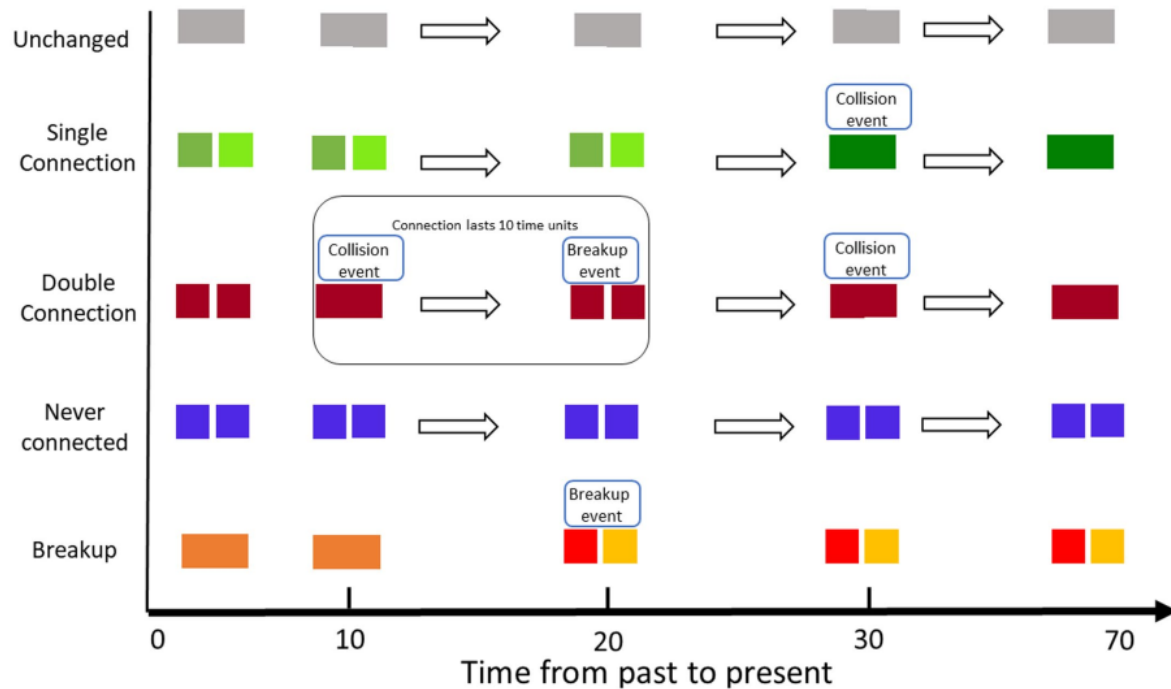 Unchanged
Collision
event
Single
Connection
Connection lasts 10 time units
Collision
event
Breakup
event
Collision
event
Double
Connection
Never
connected
Breakup
event
Breakup
0
10
20
30
70
Time from past to present